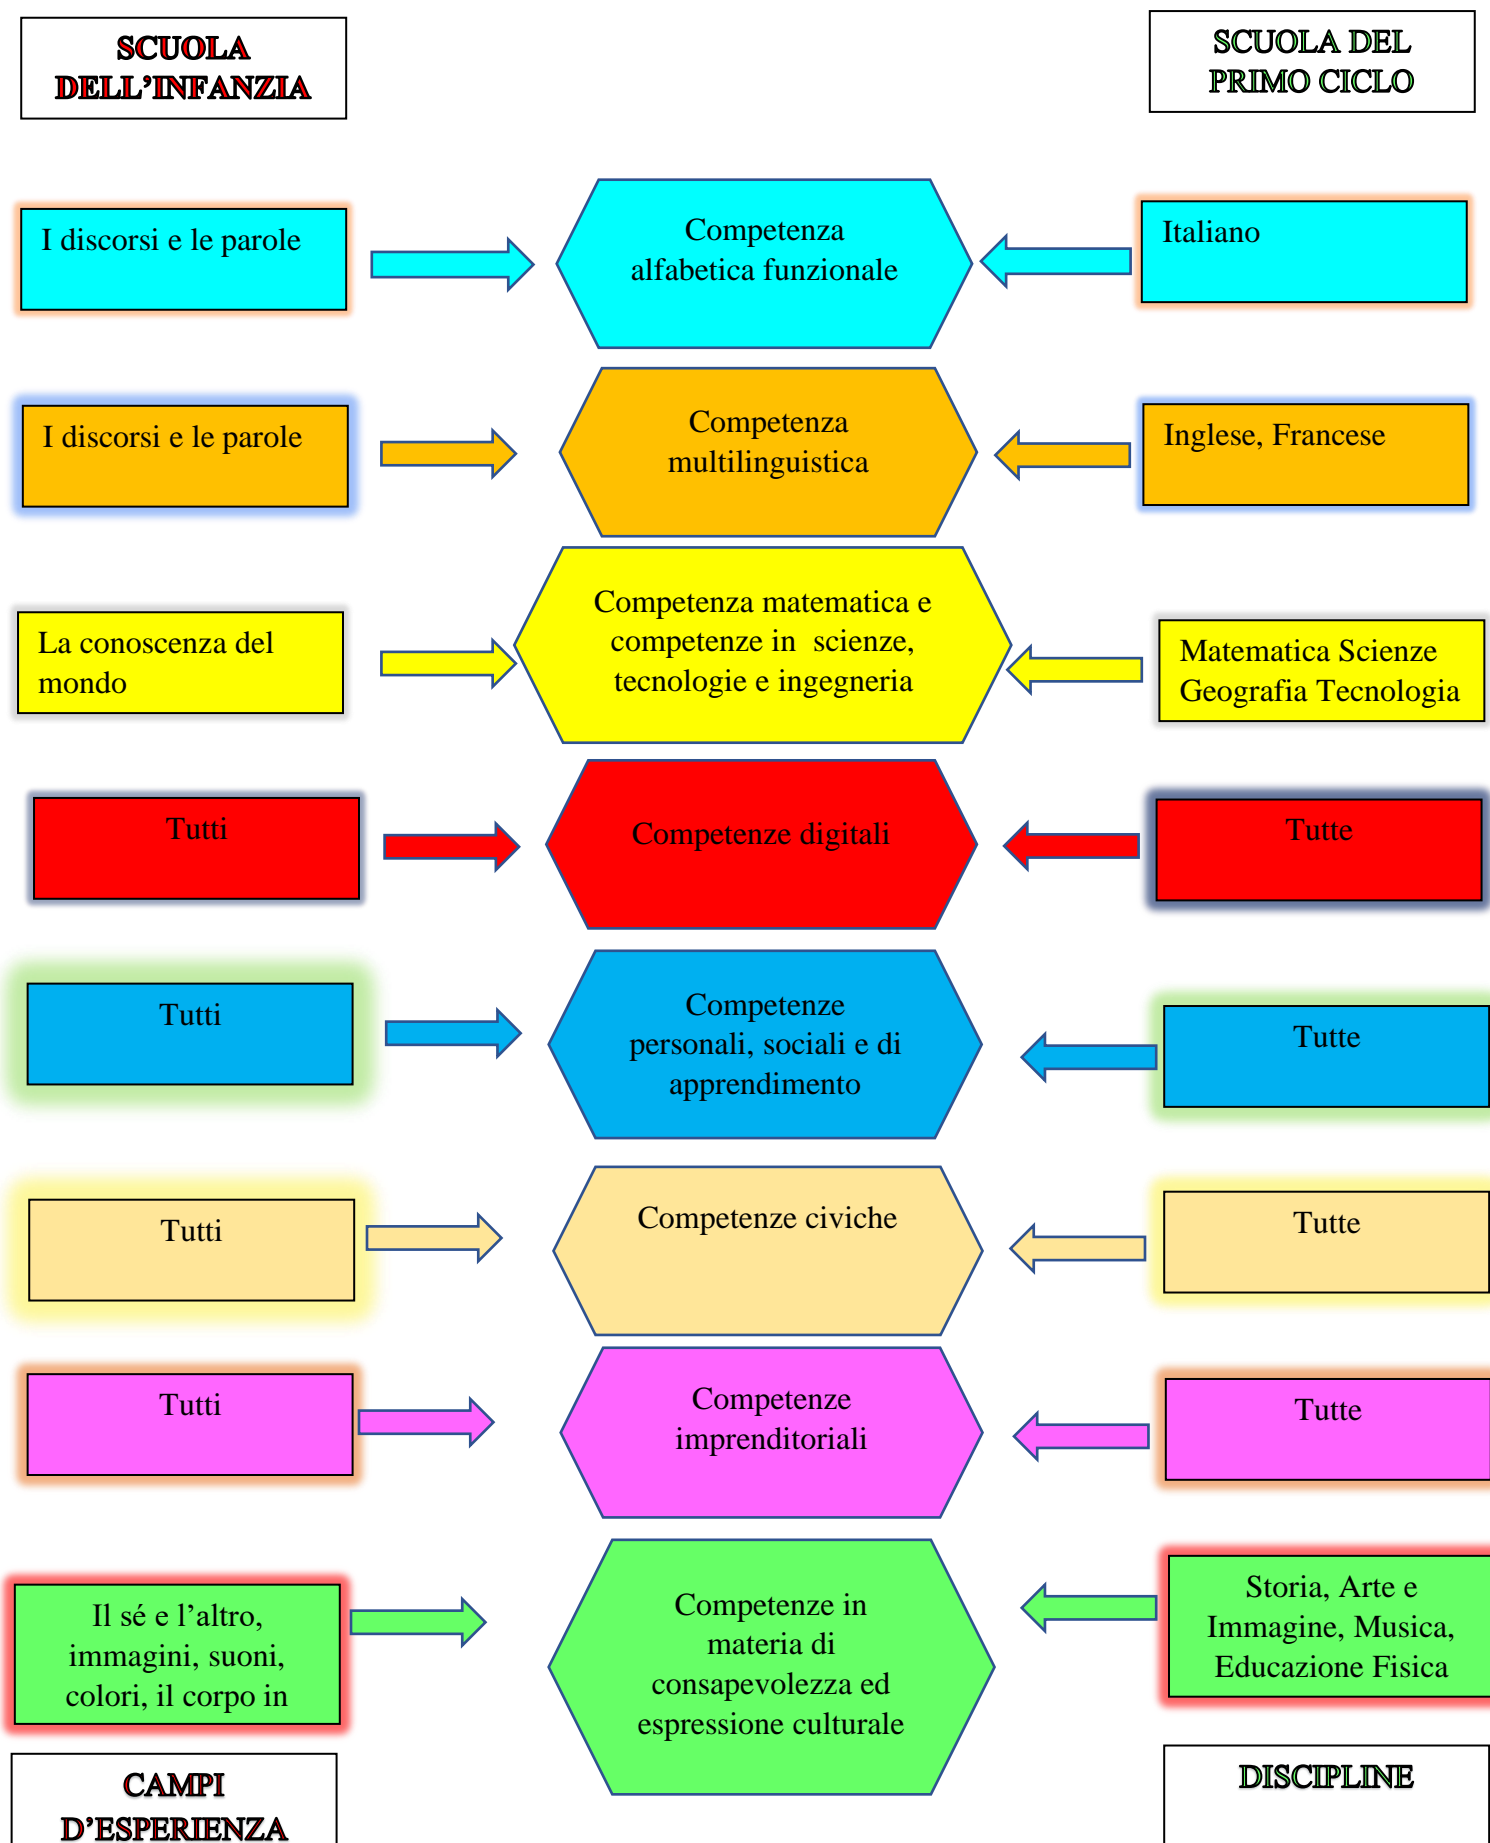 SCUOLA
DELL’INFANZIA
SCUOLA DEL
PRIMO CICLO
I discorsi e le parole
Competenza
alfabetica funzionale
Italiano
I discorsi e le parole
Competenza
multilinguistica
Inglese, Francese
La conoscenza del
mondo
Competenza matematica e
competenze in  scienze,
tecnologie e ingegneria
Matematica Scienze
Geografia Tecnologia
Tutti
Competenze digitali
Tutte
Tutti
Competenze
personali, sociali e di
apprendimento
Tutte
Tutti
Competenze civiche
Tutte
Tutti
Competenze
imprenditoriali
Tutte
Il sé e l’altro,
immagini, suoni,
colori, il corpo in
Competenze in
materia di
consapevolezza ed
espressione culturale
Storia, Arte e
Immagine, Musica,
Educazione Fisica
CAMPI
D’ESPERIENZA
DISCIPLINE